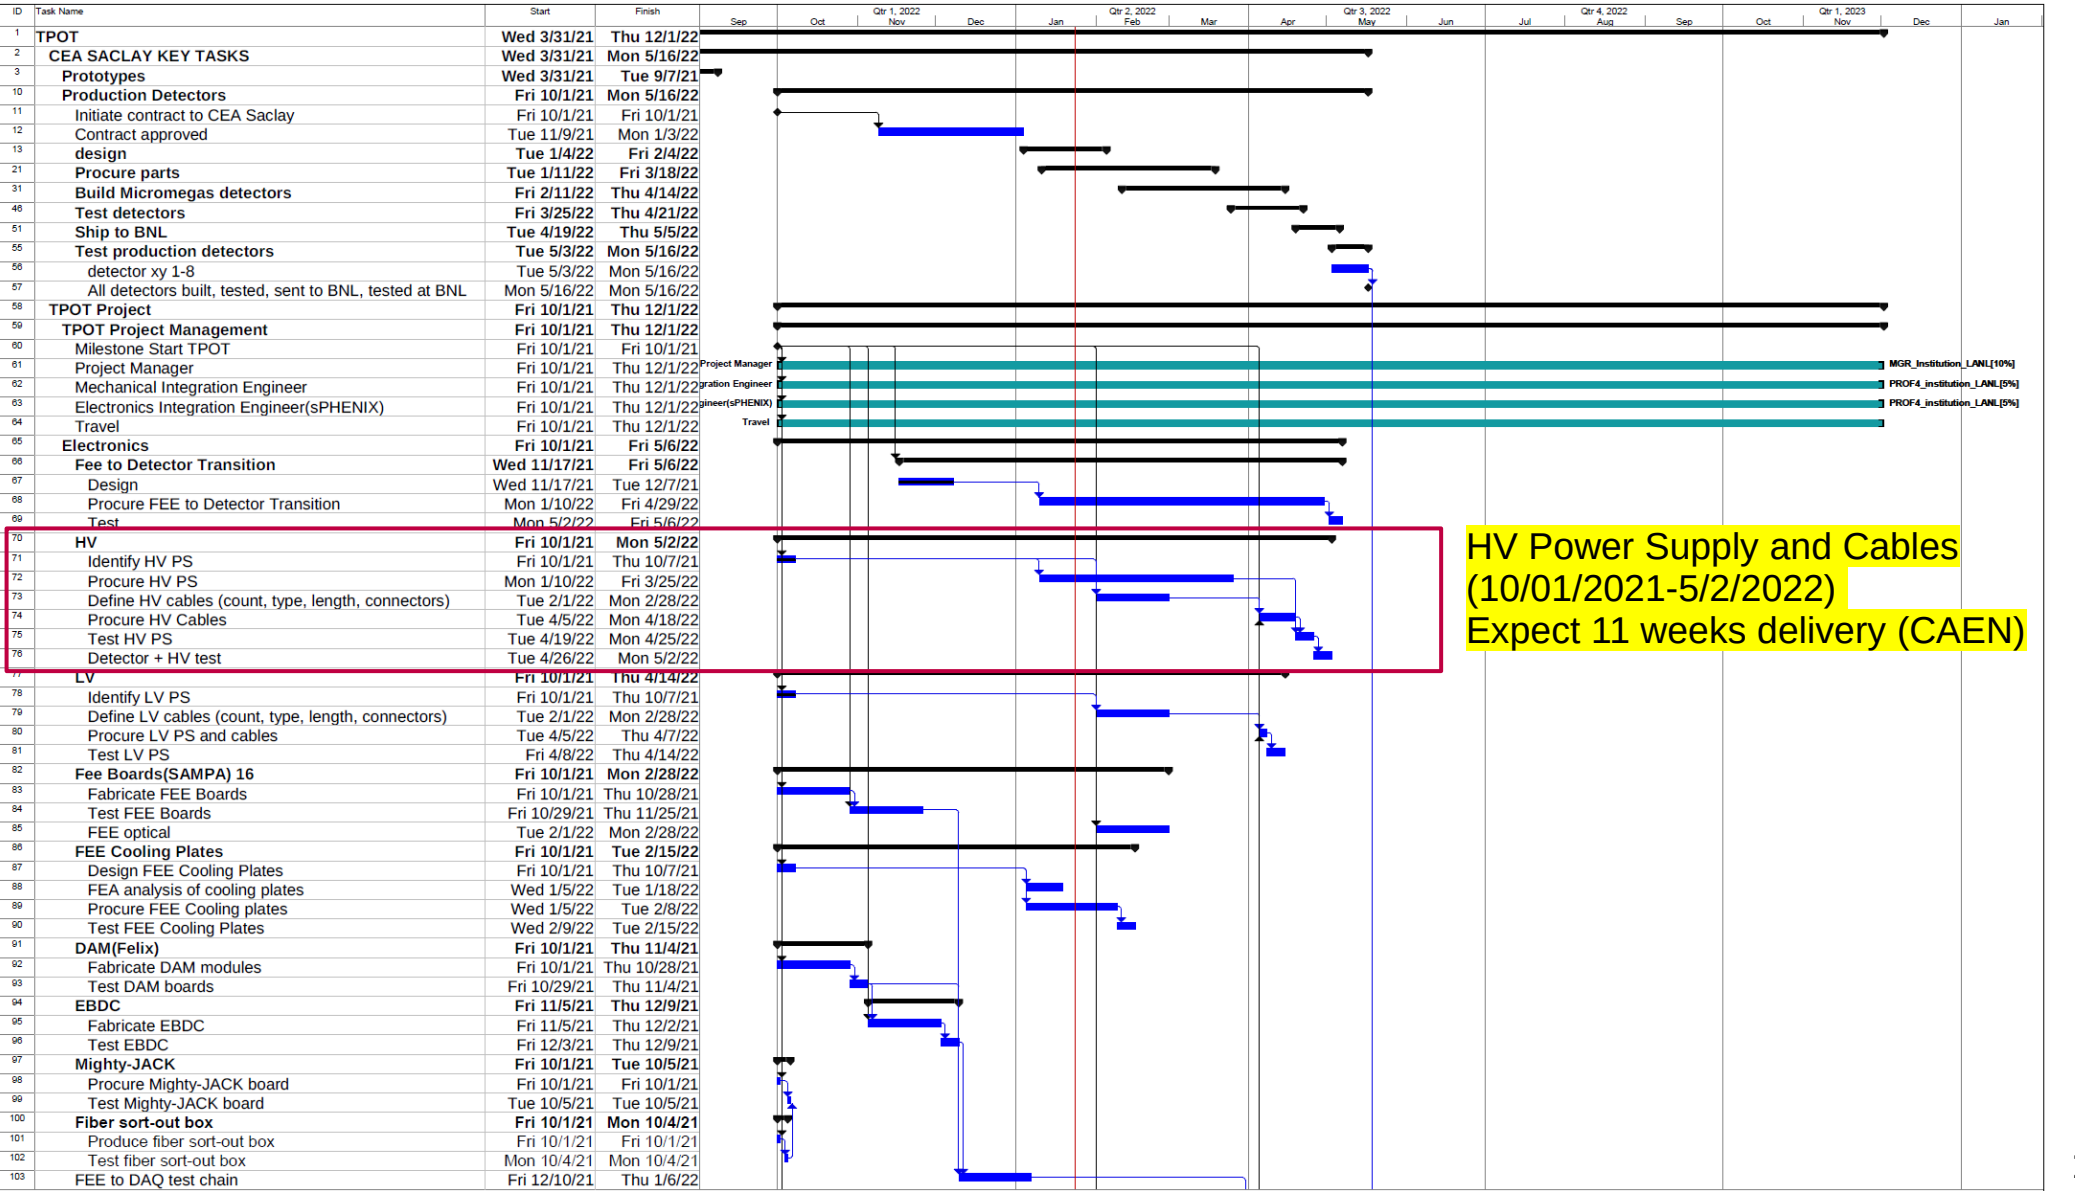 ID Task Name Start Finish Qtr 1, 2022 Qtr 2, 2022 Qtr 3, 2022 Qtr 4, 2022 Qtr 1, 2023
Sep Oct Nov Dec Jan Feb Mar Apr May Jun Jul Aug Sep Oct Nov Dec Jan
1 TPOT Wed 3/31/21 Thu 12/1/22
2 CEA SACLAY KEY TASKS Wed 3/31/21 Mon 5/16/22
3 Prototypes Wed 3/31/21 Tue 9/7/21
10 Production Detectors Fri 10/1/21 Mon 5/16/22
11 Initiate contract to CEA Saclay Fri 10/1/21 Fri 10/1/21
12 Contract approved Tue 11/9/21 Mon 1/3/22
13 design Tue 1/4/22 Fri 2/4/22
21 Procure parts Tue 1/11/22 Fri 3/18/22
31 Build Micromegas detectors Fri 2/11/22 Thu 4/14/22
46 Test detectors Fri 3/25/22 Thu 4/21/22
51 Ship to BNL Tue 4/19/22 Thu 5/5/22
55 Test production detectors Tue 5/3/22 Mon 5/16/22
56 detector xy 1-8 Tue 5/3/22 Mon 5/16/22
57 All detectors built, tested, sent to BNL, tested at BNL Mon 5/16/22 Mon 5/16/22
58 TPOT Project Fri 10/1/21 Thu 12/1/22
59 TPOT Project Management Fri 10/1/21 Thu 12/1/22
60 Milestone Start TPOT Fri 10/1/21 Fri 10/1/21
61 Project Manager Fri 10/1/21 Thu 12/1/22 Project Manager MGR_Institution_LANL[10%]
62 Mechanical Integration Engineer Fri 10/1/21 Thu 12/1/22 gration Engineer PROF4_institution_LANL[5%]
63 Electronics Integration Engineer(sPHENIX) Fri 10/1/21 Thu 12/1/22 gineer(sPHENIX) PROF4_institution_LANL[5%]
64 Travel Fri 10/1/21 Thu 12/1/22 Travel
65 Electronics Fri 10/1/21 Fri 5/6/22
66 Fee to Detector Transition Wed 11/17/21 Fri 5/6/22
67 Design Wed 11/17/21 Tue 12/7/21
68 Procure FEE to Detector Transition Mon 1/10/22 Fri 4/29/22
69 Test Mon 5/2/22 Fri 5/6/22
70 HV Fri 10/1/21 Mon 5/2/22
71 Identify HV PS Fri 10/1/21 Thu 10/7/21
72 Procure HV PS Mon 1/10/22 Fri 3/25/22
73 Define HV cables (count, type, length, connectors) Tue 2/1/22 Mon 2/28/22
74 Procure HV Cables Tue 4/5/22 Mon 4/18/22
75 Test HV PS Tue 4/19/22 Mon 4/25/22
76 Detector + HV test Tue 4/26/22 Mon 5/2/22
HV Power Supply and Cables
(10/01/2021-5/2/2022)
Expect 11 weeks delivery (CAEN)
77 LV Fri 10/1/21 Thu 4/14/22
78 Identify LV PS Fri 10/1/21 Thu 10/7/21
79 Define LV cables (count, type, length, connectors) Tue 2/1/22 Mon 2/28/22
80 Procure LV PS and cables Tue 4/5/22 Thu 4/7/22
81 Test LV PS Fri 4/8/22 Thu 4/14/22
82 Fee Boards(SAMPA) 16 Fri 10/1/21 Mon 2/28/22
83 Fabricate FEE Boards Fri 10/1/21 Thu 10/28/21
84 Test FEE Boards Fri 10/29/21 Thu 11/25/21
85 FEE optical Tue 2/1/22 Mon 2/28/22
86 FEE Cooling Plates Fri 10/1/21 Tue 2/15/22
87 Design FEE Cooling Plates Fri 10/1/21 Thu 10/7/21
88 FEA analysis of cooling plates Wed 1/5/22 Tue 1/18/22
89 Procure FEE Cooling plates Wed 1/5/22 Tue 2/8/22
90 Test FEE Cooling Plates Wed 2/9/22 Tue 2/15/22
91 DAM(Felix) Fri 10/1/21 Thu 11/4/21
92 Fabricate DAM modules Fri 10/1/21 Thu 10/28/21
93 Test DAM boards Fri 10/29/21 Thu 11/4/21
94 EBDC Fri 11/5/21 Thu 12/9/21
95 Fabricate EBDC Fri 11/5/21 Thu 12/2/21
96 Test EBDC Fri 12/3/21 Thu 12/9/21
97 Mighty-JACK Fri 10/1/21 Tue 10/5/21
98 Procure Mighty-JACK board Fri 10/1/21 Fri 10/1/21
99 Test Mighty-JACK board Tue 10/5/21 Tue 10/5/21
100 Fiber sort-out box Fri 10/1/21 Mon 10/4/21
101 Produce fiber sort-out box Fri 10/1/21 Fri 10/1/21
102 Test fiber sort-out box Mon 10/4/21 Mon 10/4/21
103 FEE to DAQ test chain Fri 12/10/21 Thu 1/6/22